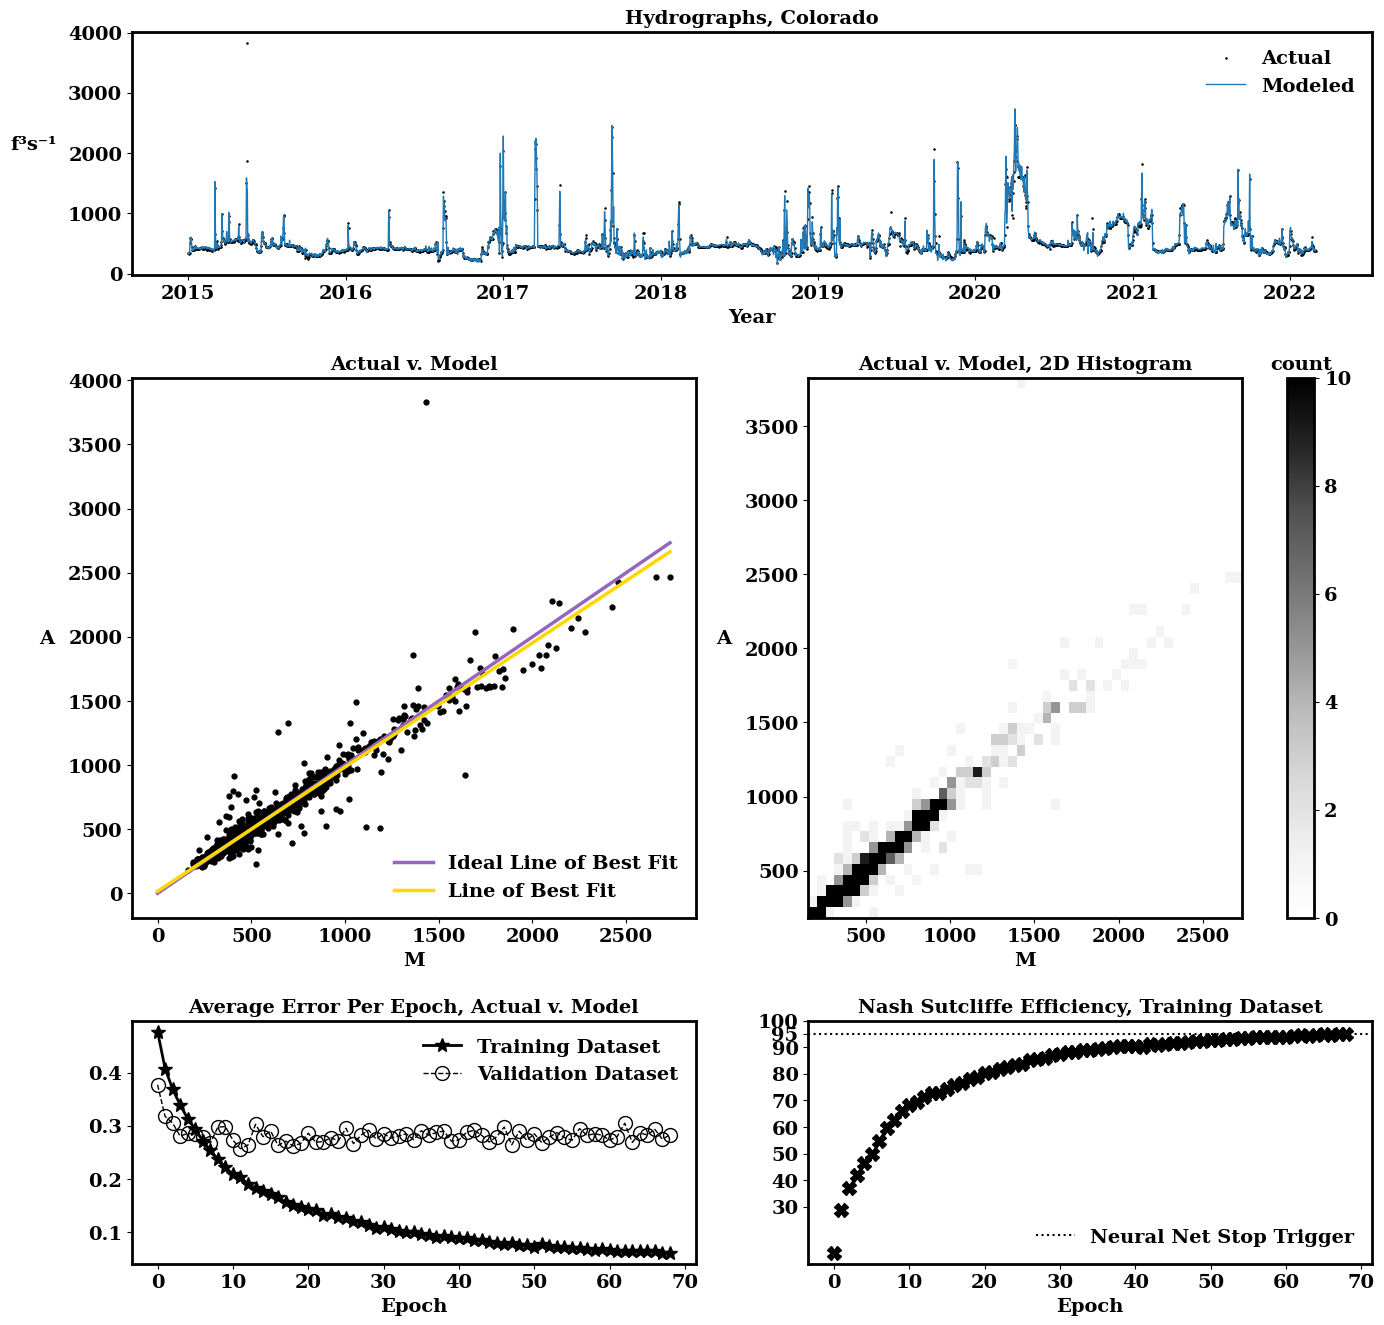 Hydrographs, Colorado
4000
3000
2000
1000
0
f³s⁻¹
Actual
Modeled
2015 2016 2017 2018 2019 2020 2021 2022
Year
Actual v. Model
4000
3500
3000
2500
2000
1500
1000
500
0
A
Ideal Line of Best Fit
Line of Best Fit
0 500 1000 1500 2000 2500
M
Actual v. Model, 2D Histogram
3500
3000
2500
2000
1500
1000
500
A
500 1000 1500 2000 2500
M
count
10
8
6
4
2
0
Average Error Per Epoch, Actual v. Model
0.4
0.3
0.2
0.1
Training Dataset
Validation Dataset
0 10 20 30 40 50 60 70
Epoch
Nash Sutcliffe Efficiency, Training Dataset
100
95
90
80
70
60
50
40
30
Neural Net Stop Trigger
0 10 20 30 40 50 60 70
Epoch